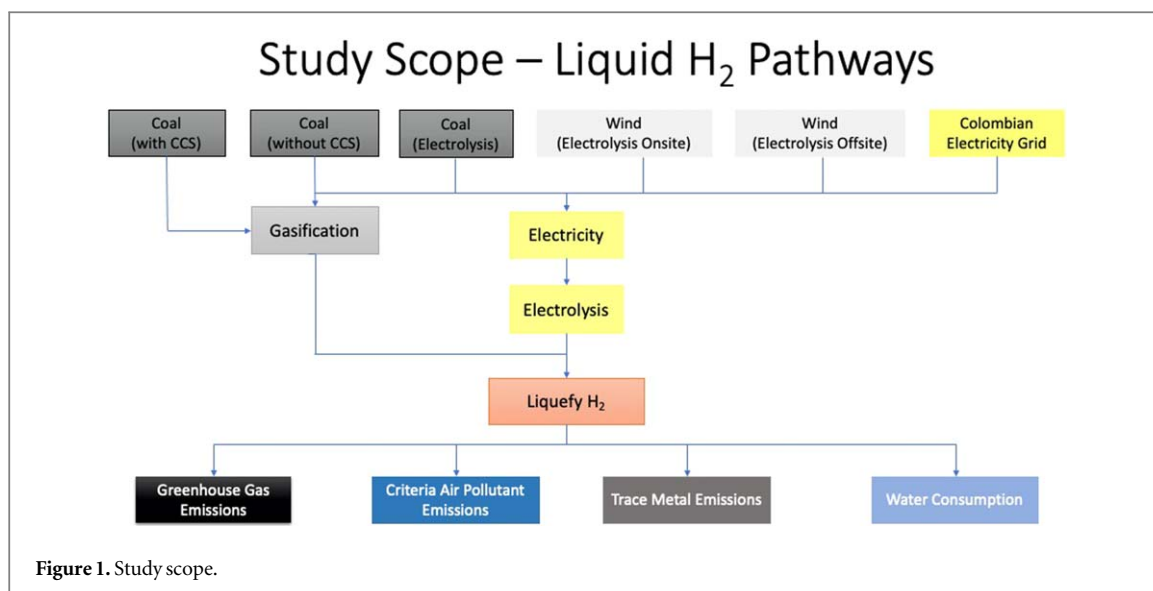 Study Scope – Liquid H₂ Pathways
Coal
(with CCS)
Coal
(without CCS)
Coal
(Electrolysis)
Wind
(Electrolysis Onsite)
Wind
(Electrolysis Offsite)
Colombian
Electricity Grid
Gasification
Electricity
Electrolysis
Liquefy H₂
Greenhouse Gas
Emissions
Criteria Air Pollutant
Emissions
Trace Metal Emissions
Water Consumption
Figure 1. Study scope.